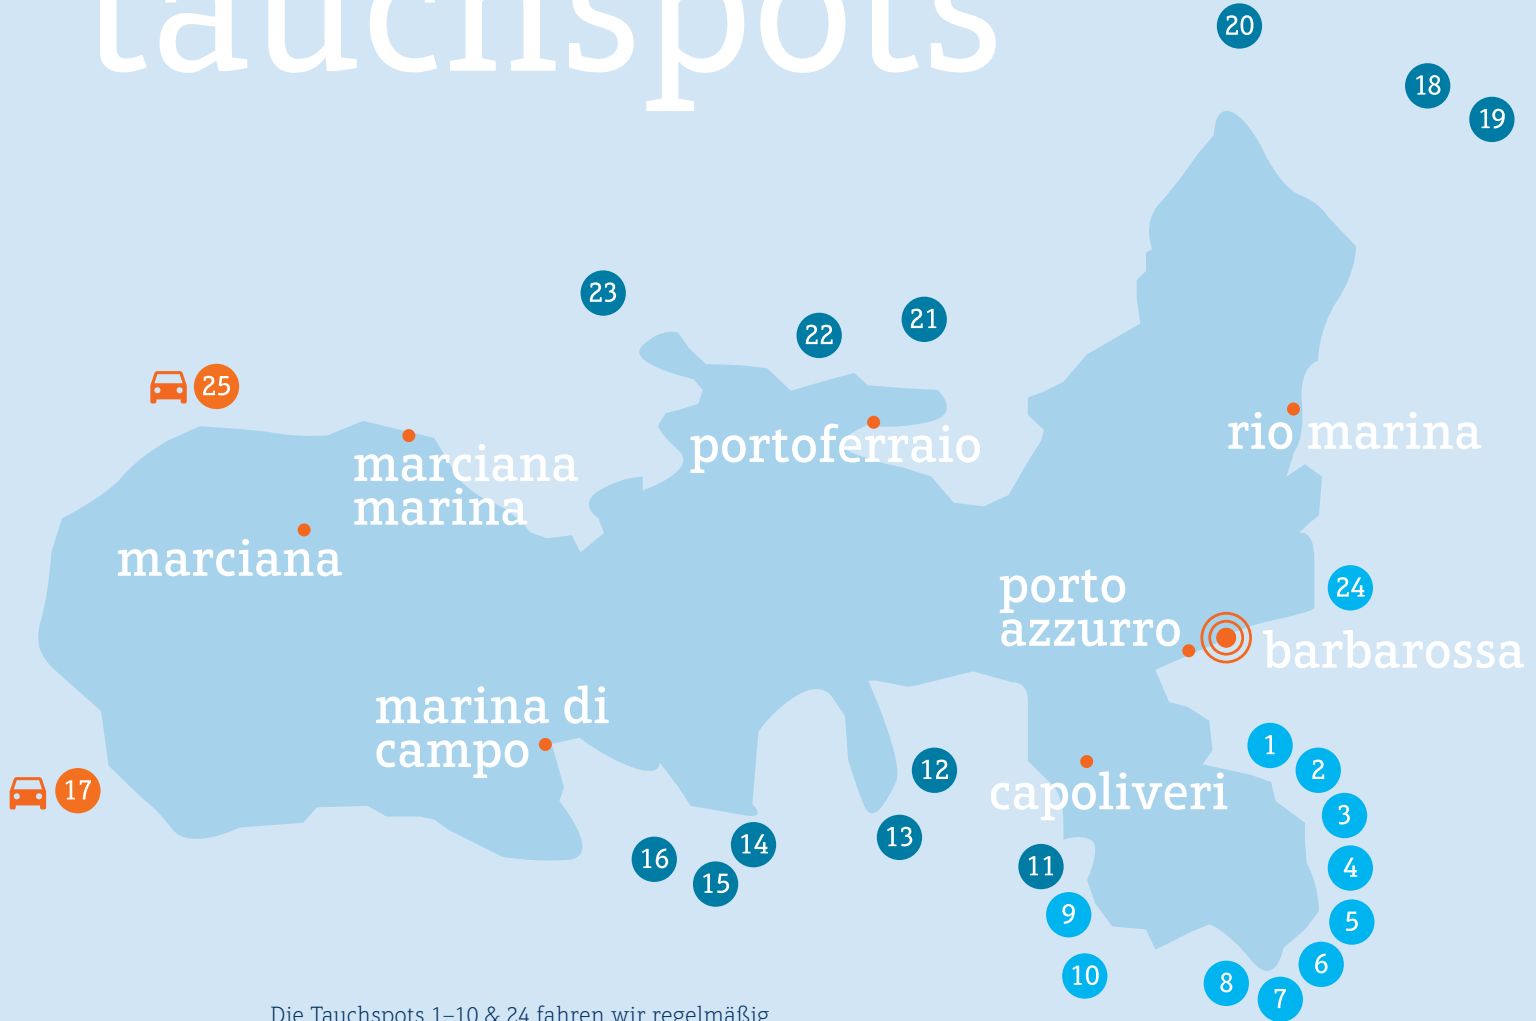 tauchspots
20
18
19
23
22
21
25
portoferraio
rio marina
marciana
marina
marciana
porto
azzurro
24
barbarossa
marina di
campo
1
12
2
17
capoliveri
3
13
14
16
11
4
15
9
5
6
10
8
7
Die Tauchspots 1–10 & 24 fahren wir regelmäßig